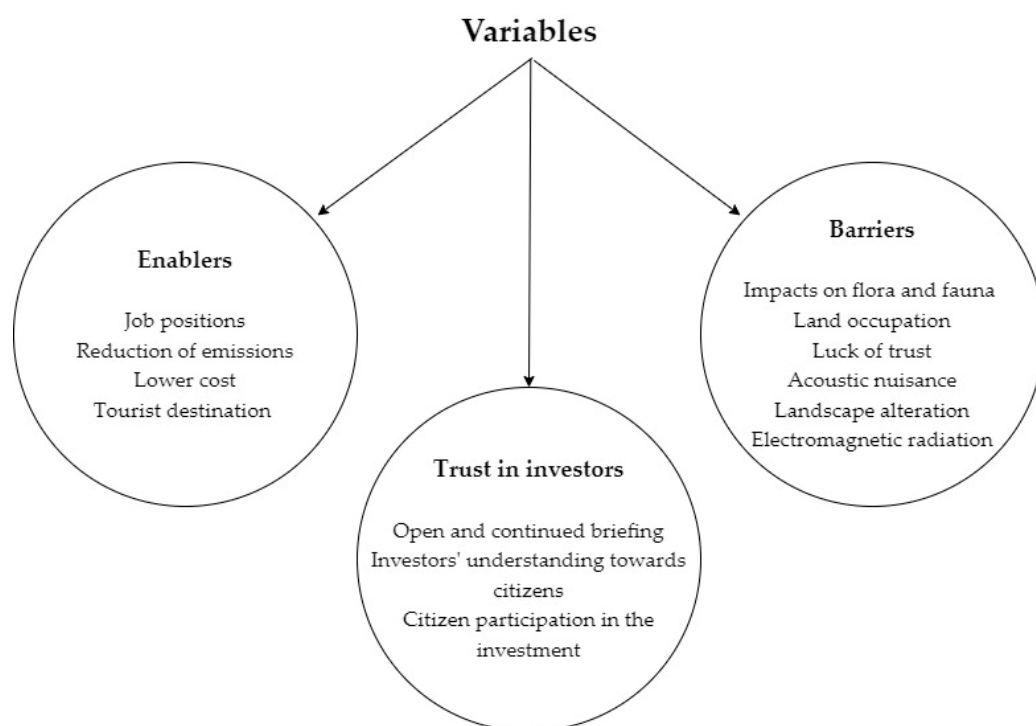 Variables
Enablers
Job positions
Reduction of emissions
Lower cost
Tourist destination
Trust in investors
Open and continued briefing
Investors' understanding towards
citizens
Citizen participation in the
investment
Barriers
Impacts on flora and fauna
Land occupation
Luck of trust
Acoustic nuisance
Landscape alteration
Electromagnetic radiation